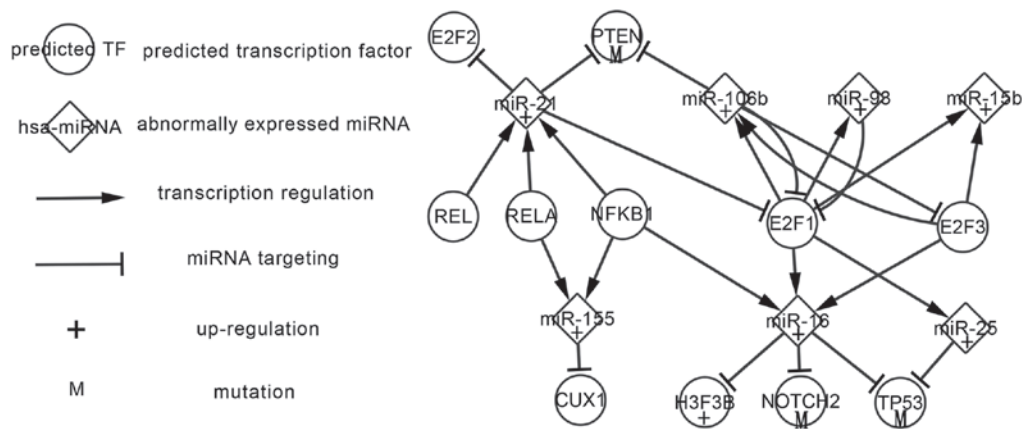 predicted TF predicted transcription factor
hsa-miRNA abnormally expressed miRNA
transcription regulation
miRNA targeting
+ up-regulation
M mutation
E2F2
PTEN
M
miR-21
+
miR-106b
+
miR-93
+
miR-15b
+
REL
RELA
NFKB1
E2F1
E2F3
miR-155
+
miR-16
+
miR-25
+
CUX1
H3F3B
+
NOTCH2
M
TP53
M